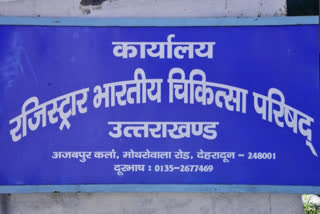 कार्यालय
रजिस्ट्रार भारतीय चिकित्सा परिषद्
उत्तराखण्ड
अजबपुर कलां, मोथरोवाला रोड, देहरादून - 248001
दूरभाष : 0135-2677469